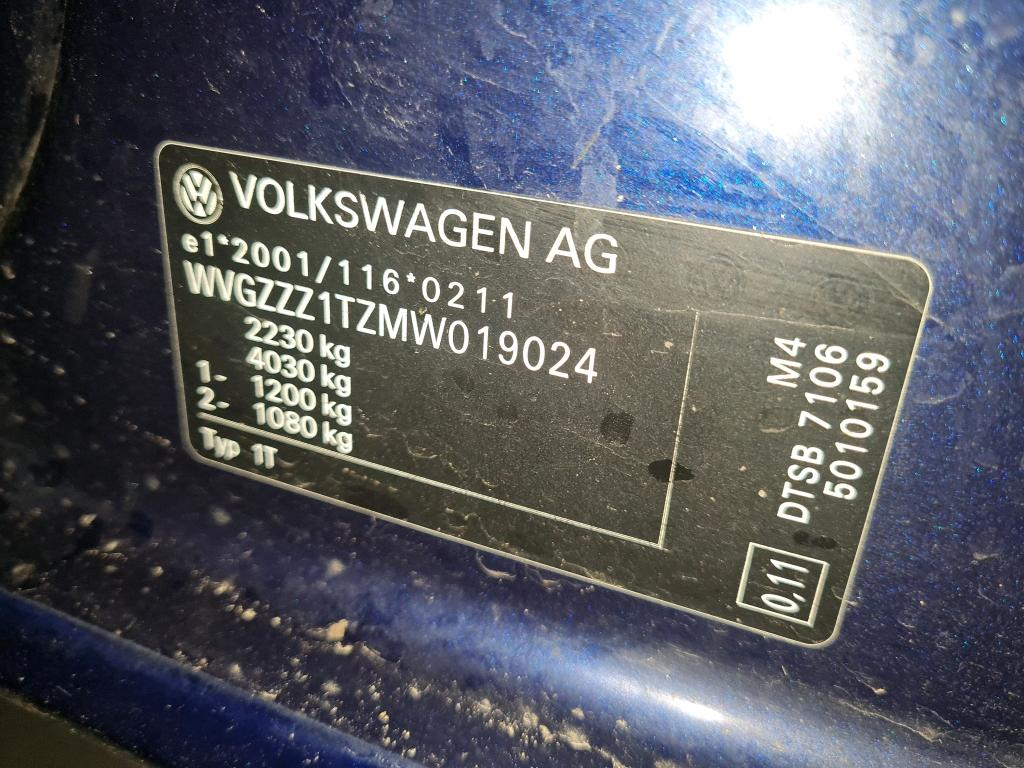 VOLKSWAGEN AG
e1*2001/116*0211
WVGZZZ1TZMW019024
2230 kg
4030 kg
1- 1200 kg
2- 1080 kg
Typ 1T
M4
DTSB 7106
5010159
0,11